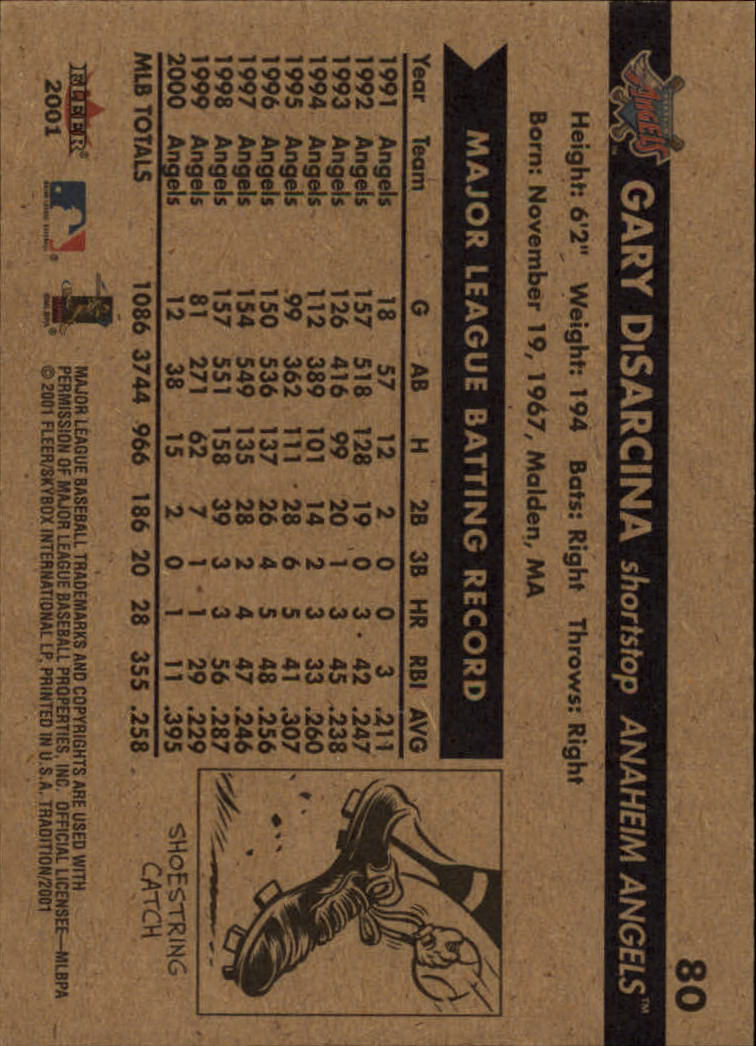 80
ANGELS
GARY DISARCINA shortstop ANAHEIM ANGELS™
Height: 6'2" Weight: 194 Bats: Right Throws: Right
Born: November 19, 1967, Malden, MA
MAJOR LEAGUE BATTING RECORD
Year Team G AB H 2B 3B HR RBI AVG
1991 Angels 18 57 12 2 0 0 3 .211
1992 Angels 157 518 128 19 0 3 42 .247
1993 Angels 126 416 99 20 1 3 45 .238
1994 Angels 112 389 101 14 2 3 33 .260
1995 Angels 99 362 111 28 6 5 41 .307
1996 Angels 150 536 137 26 4 5 48 .256
1997 Angels 154 549 135 28 2 4 47 .246
1998 Angels 157 551 158 39 3 3 56 .287
1999 Angels 81 271 62 7 1 1 29 .229
2000 Angels 12 38 15 2 0 1 11 .395
MLB TOTALS 1086 3744 966 186 20 28 355 .258
SHOESTRING
CATCH
FLEER®
2001
MAJOR LEAGUE BASEBALL TRADEMARKS AND COPYRIGHTS ARE USED WITH
PERMISSION OF MAJOR LEAGUE BASEBALL PROPERTIES, INC. OFFICIAL LICENSEE—MLBPA
© 2001 FLEER/SKYBOX INTERNATIONAL LP. PRINTED IN U.S.A. TRADITION/2001